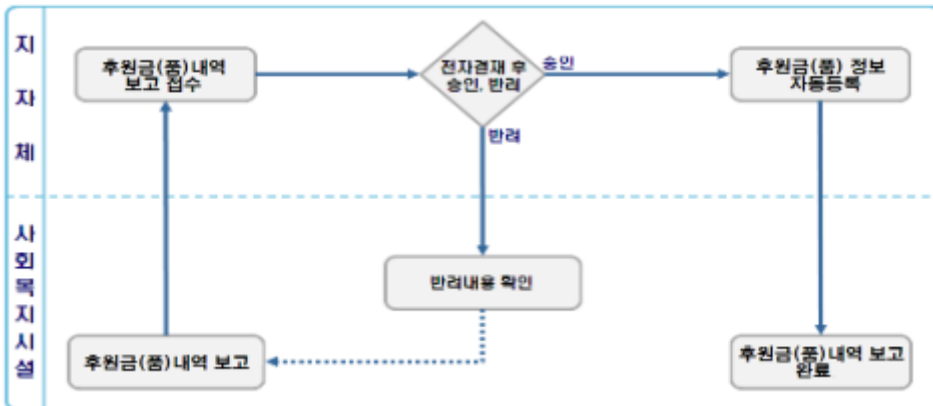 지자체
후원금(품)내역
보고 접수
전자결재 후
승인, 반려
승인
후원금(품) 정보
자동등록
반려
사회복지시설
반려내용 확인
후원금(품)내역 보고
후원금(품)내역 보고
완료